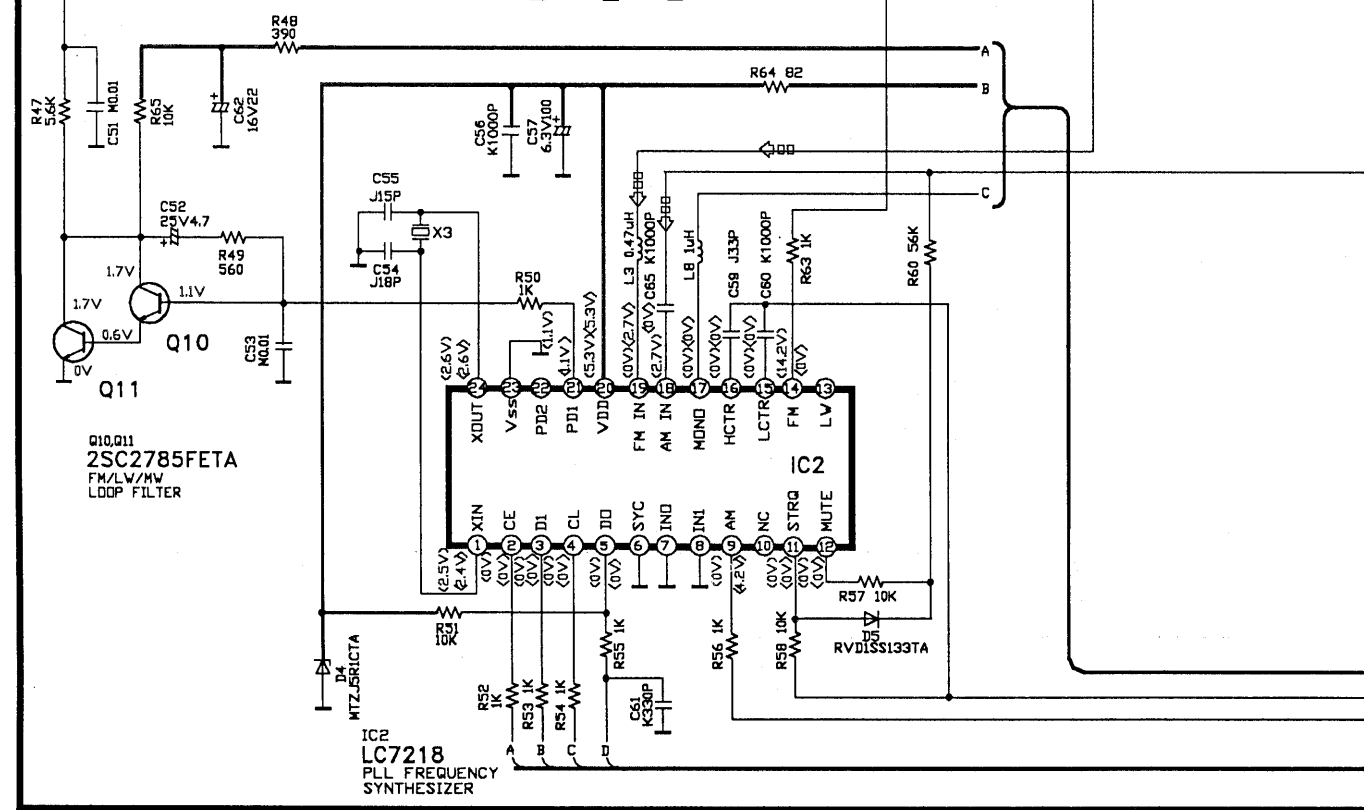 R48
390
A
R64 82
B
R47
5.6K
C51 M0.01
R65
10K
C62
16V22
C56
K1000P
C57
6.3V100
C
C55
J15P
X3
C54
J18P
C52
25V4.7
R49
560
L3 0.47uH
C65 K1000P
L8 1uH
C59 J33P
C60 K1000P
R63 1K
R60 56K
1.7V
1.1V
1.7V
0.6V
0V
Q10
Q11
C53
M0.01
R50
1K
(2.6V)
(2.6V)
(1.1V)
(1.1V)
(5.3V)(5.3V)
(0V)(2.7V)
(0V)
(2.7V)
(0V)(0V)
(0V)(0V)
(0V)(0V)
(14.2V)
(0V)
24 23 22 21 20 19 18 17 16 15 14 13
XOUT
Vss
PD2
PD1
VDD
FM IN
AM IN
MONO
HCTR
LCTR
FM
LW
IC2
Q10,Q11
2SC2785FETA
FM/LW/MW
LOOP FILTER
XIN
CE
D1
CL
DO
SYC
INO
IN1
AM
NC
STRQ
MUTE
1 2 3 4 5 6 7 8 9 10 11 12
(2.5V)
(2.4V)
(0V)
(0V)
(0V)
(0V)
(0V)
(0V)
(0V)
(0V)
(0V)
(4.2V)
(0V)
(0V)
(0V)
R57 10K
R51
10K
R55 1K
R56 1K
R58 10K
D5
RVD1SS133TA
D4
MTZJ5R1CTA
R52
1K
R53 1K
R54 1K
C61
K330P
A B C D
IC2
LC7218
PLL FREQUENCY
SYNTHESIZER